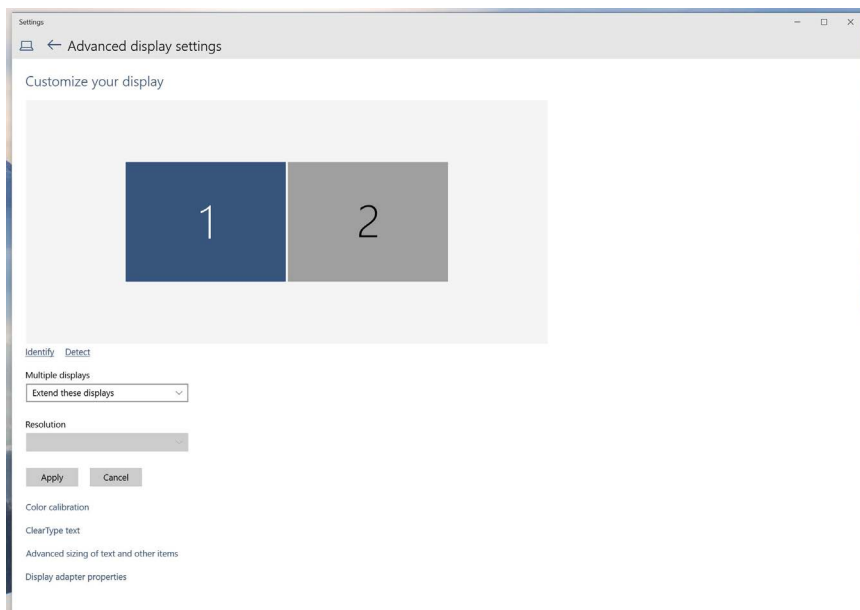 Settings
Advanced display settings
Customize your display
1
2
Identify Detect
Multiple displays
Extend these displays
Resolution
Apply Cancel
Color calibration
ClearType text
Advanced sizing of text and other items
Display adapter properties